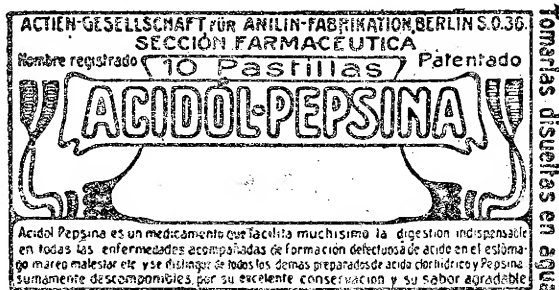 ACTIEN-GESELLSCHAFT FÜR ANILIN-FABRIKATION, BERLIN S.O.36.
SECCIÓN FARMACEUTICA
Nombre registrado
10 Pastillas
Patentado
ACIDOL-PEPSINA
Acidol Pepsina es un medicamento que facilita muchisimo la digestion indispensable
en todas las enfermedades acompañadas de formación defectuosa de acido en el estóma-
go mareo malestar etc y se distingue de todos los demas preparados de acido clorhidrico y Pepsina
sumamente descomponibles, por su excelente conservacion y su sabor agradable
Tomarlas disueltas en agua